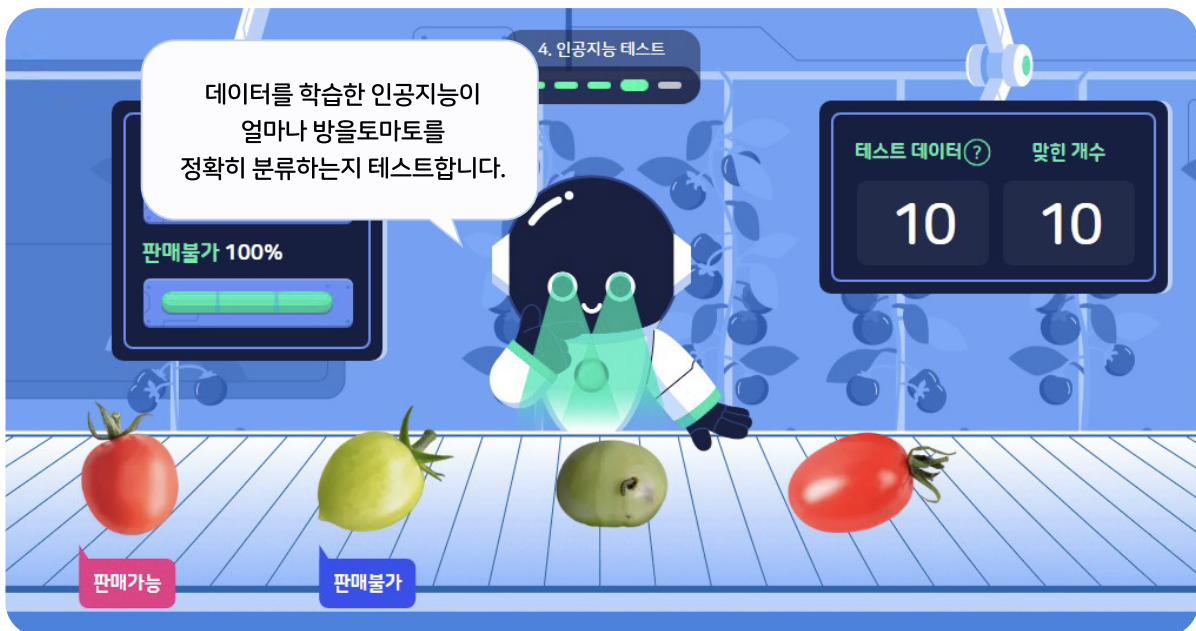 4. 인공지능 테스트
데이터를 학습한 인공지능이
얼마나 방울토마토를
정확히 분류하는지 테스트합니다.
판매불가 100%
테스트 데이터? 맞힌 개수
10 10
판매가능
판매불가